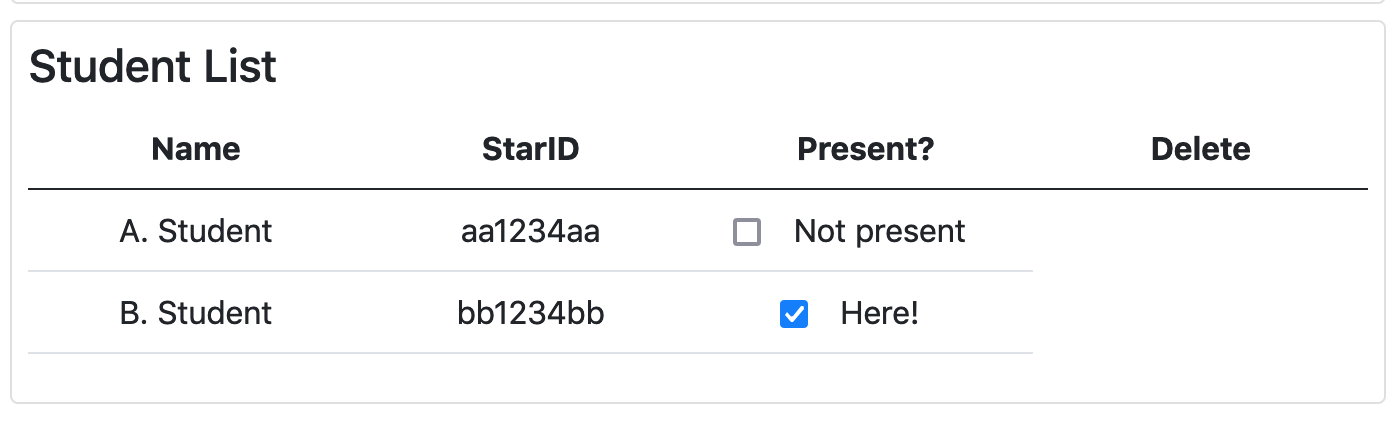 Student List
Name StarID Present? Delete
A. Student aa1234aa Not present
B. Student bb1234bb Here!